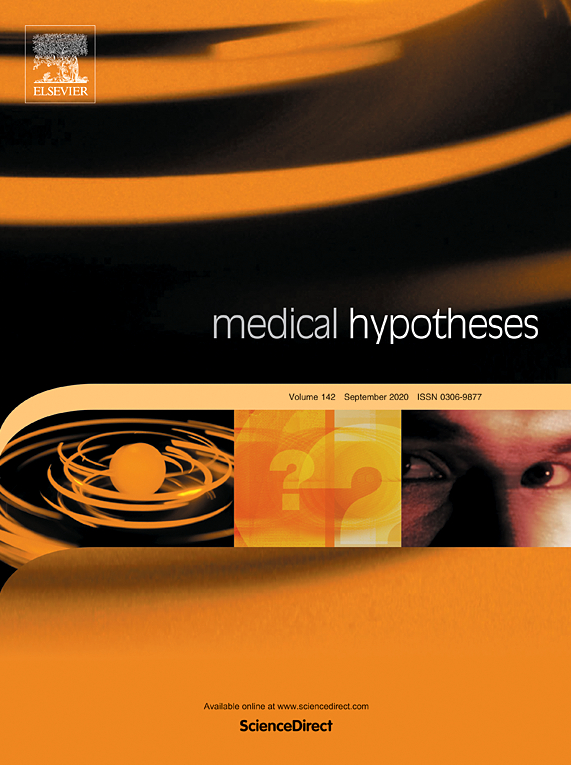 ELSEVIER
medical hypotheses
Volume 142 September 2020 ISSN 0306-9877
? ?
Available online at www.sciencedirect.com
ScienceDirect